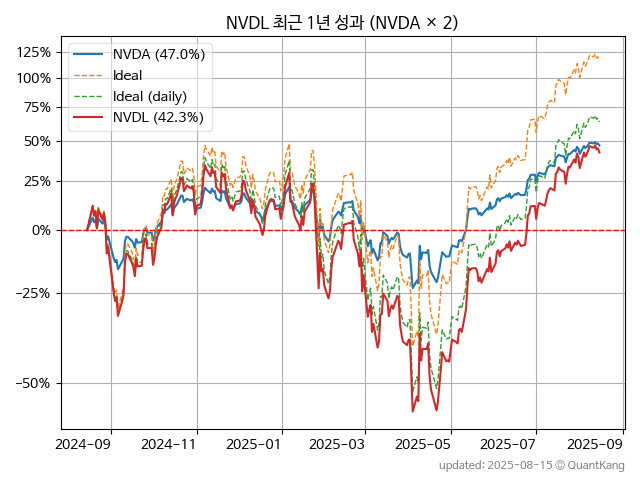 NVDL 최근 1년 성과 (NVDA × 2)
125%
100%
75%
50%
25%
0%
−25%
−50%
NVDA (47.0%)
Ideal
Ideal (daily)
NVDL (42.3%)
2024−09
2024−11
2025−01
2025−03
2025−05
2025−07
2025−09
updated: 2025-08-15 © QuantKang